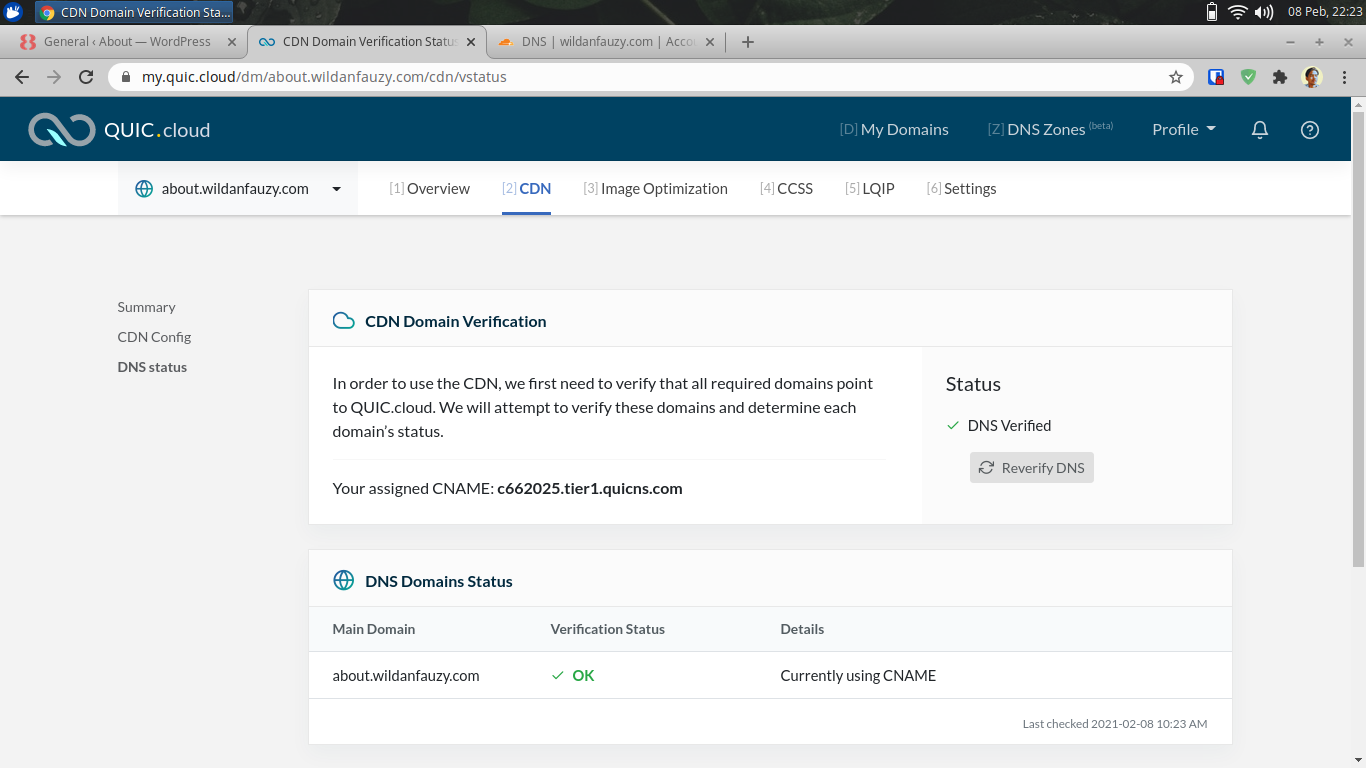 CDN Domain Verification Sta...
08 Peb, 22:23
General ‹ About — WordPress
CDN Domain Verification Status
DNS | wildanfauzy.com | Acco
my.quic.cloud/dm/about.wildanfauzy.com/cdn/vstatus
QUIC.cloud
[D] My Domains
[Z] DNS Zones (beta)
Profile
about.wildanfauzy.com
[1] Overview
[2] CDN
[3] Image Optimization
[4] CCSS
[5] LQIP
[6] Settings
Summary
CDN Config
DNS status
CDN Domain Verification
In order to use the CDN, we first need to verify that all required domains point
to QUIC.cloud. We will attempt to verify these domains and determine each
domain’s status.
Your assigned CNAME: c662025.tier1.quicns.com
Status
DNS Verified
Reverify DNS
DNS Domains Status
Main Domain Verification Status Details
about.wildanfauzy.com OK Currently using CNAME
Last checked 2021-02-08 10:23 AM